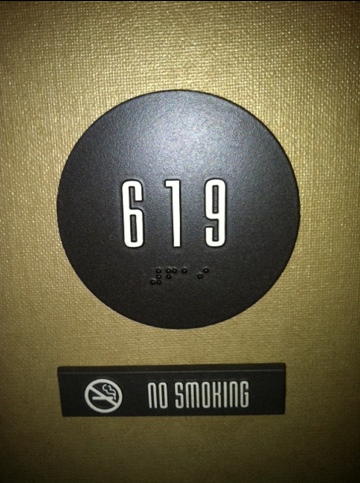 619
⠼⠋⠁⠊
NO SMOKING